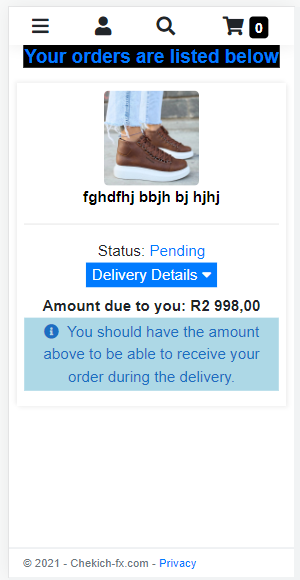 0
Your orders are listed below
fghdfhj bbjh bj hjhj
Status: Pending
Delivery Details
Amount due to you: R2 998,00
You should have the amount
above to be able to receive your
order during the delivery.
© 2021 - Chekich-fx.com - Privacy